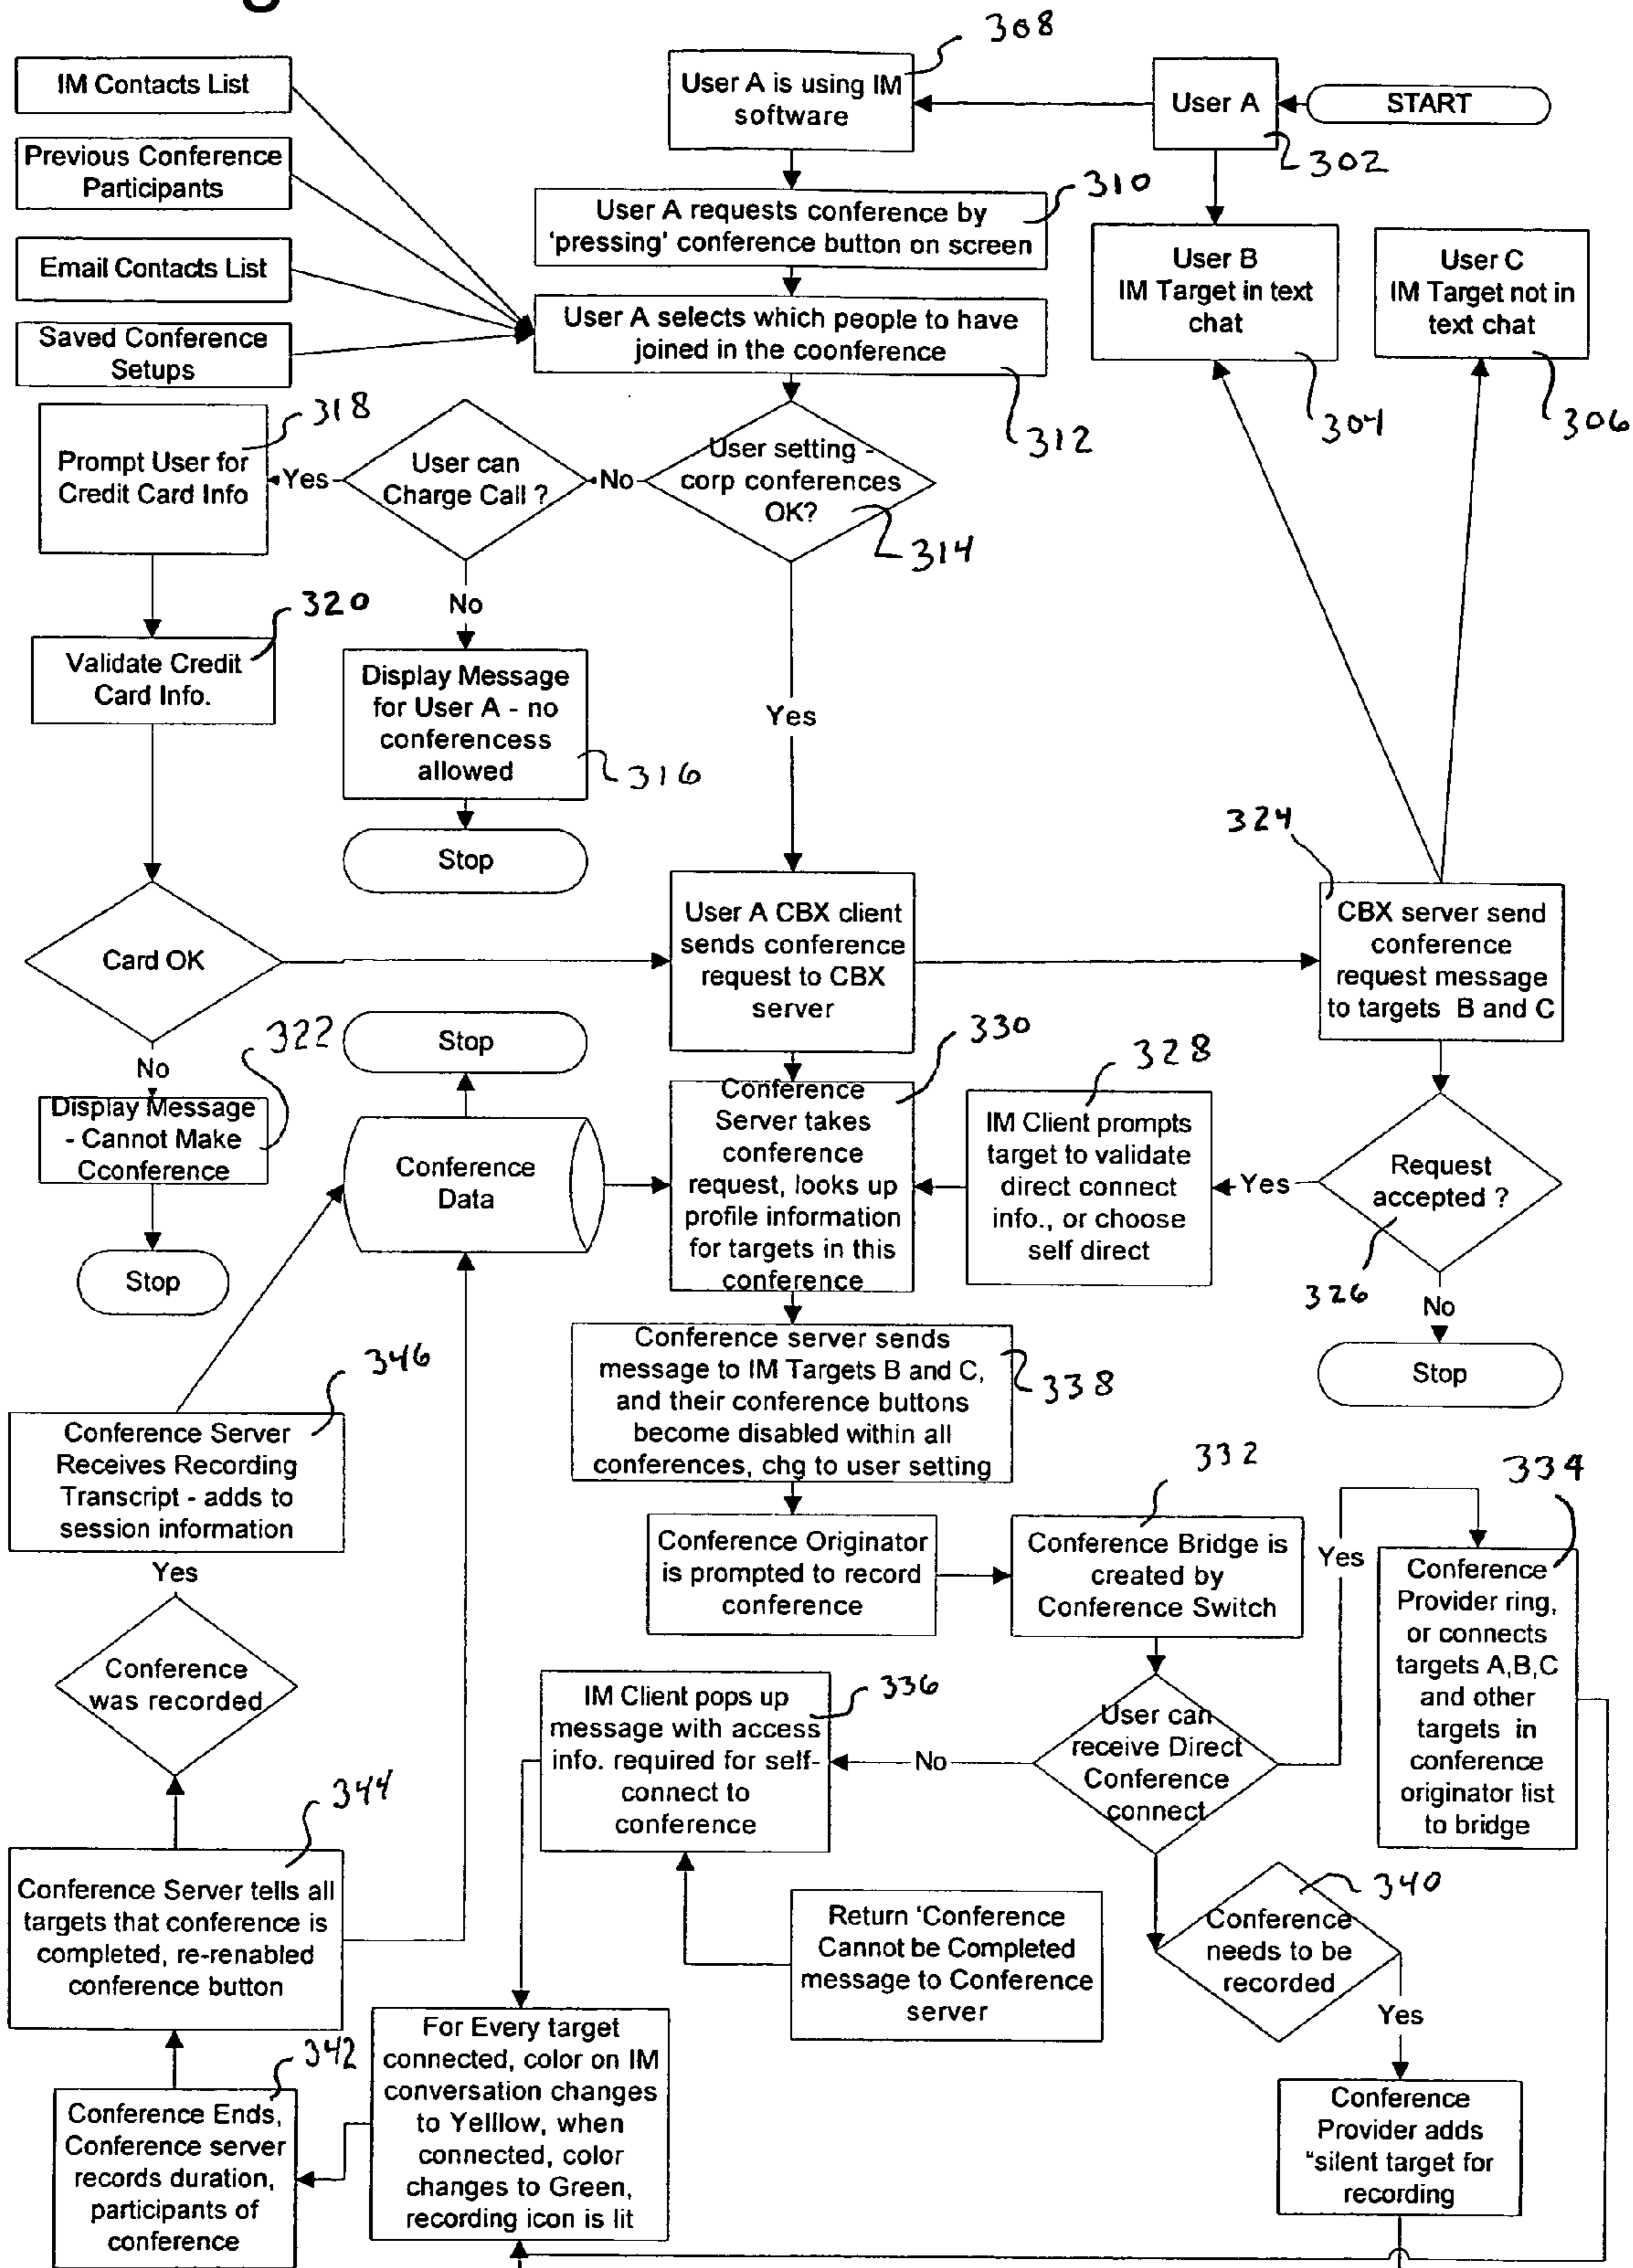 308
IM Contacts List
User A is using IM
software
User A
START
302
Previous Conference
Participants
310
User A requests conference by
'pressing' conference button on screen
Email Contacts List
User B
IM Target in text
chat
304
User C
IM Target not in
text chat
306
Saved Conference
Setups
User A selects which people to have
joined in the coonference
312
318
Prompt User for
Credit Card Info
Yes
User can
Charge Call ?
No
User setting -
corp conferences
OK?
314
320
Validate Credit
Card Info.
No
Display Message
for User A - no
conferencess
allowed
316
Stop
Yes
324
Card OK
User A CBX client
sends conference
request to CBX
server
CBX server send
conference
request message
to targets B and C
No
322
Display Message
- Cannot Make
Cconference
Stop
Stop
Conference
Data
330
Conference
Server takes
conference
request, looks up
profile information
for targets in this
conference
328
IM Client prompts
target to validate
direct connect
info., or choose
self direct
Yes
Request
accepted ?
326
No
Stop
346
Conference Server
Receives Recording
Transcript - adds to
session information
Yes
Conference
was recorded
Conference server sends
message to IM Targets B and C,
and their conference buttons
become disabled within all
conferences, chg to user setting
338
Conference Originator
is prompted to record
conference
332
Conference Bridge is
created by
Conference Switch
Yes
334
Conference
Provider ring,
or connects
targets A,B,C
and other
targets in
conference
originator list
to bridge
IM Client pops up
message with access
info. required for self-
connect to
conference
336
No
User can
receive Direct
Conference
connect
344
Conference Server tells all
targets that conference is
completed, re-renabled
conference button
Return 'Conference
Cannot be Completed
message to Conference
server
340
Conference
needs to be
recorded
Yes
342
Conference Ends,
Conference server
records duration,
participants of
conference
For Every target
connected, color on IM
conversation changes
to Yelllow, when
connected, color
changes to Green,
recording icon is lit
Conference
Provider adds
"silent target for
recording